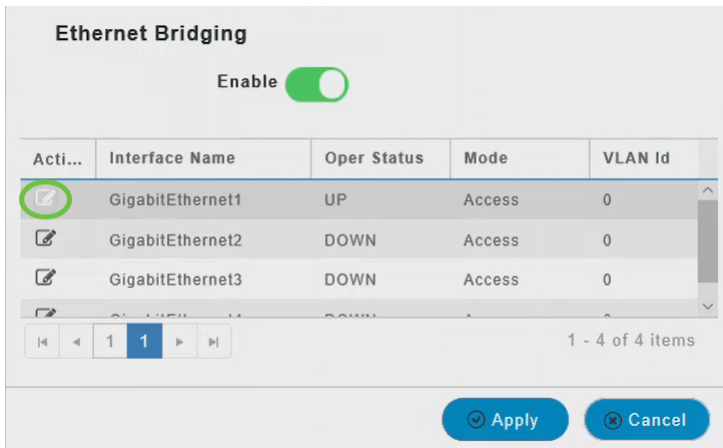 Ethernet Bridging
Enable
Acti... Interface Name Oper Status Mode VLAN Id
GigabitEthernet1 UP Access 0
GigabitEthernet2 DOWN Access 0
GigabitEthernet3 DOWN Access 0
1 1 1 - 4 of 4 items
Apply Cancel